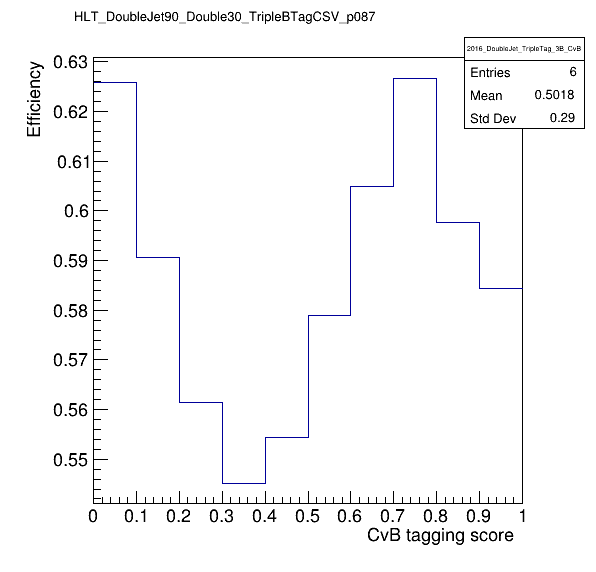 HLT_DoubleJet90_Double30_TripleBTagCSV_p087
2016_DoubleJet_TripleTag_3B_CvB
Entries 6
Mean 0.5018
Std Dev 0.29
Efficiency
0.63
0.62
0.61
0.6
0.59
0.58
0.57
0.56
0.55
0 0.1 0.2 0.3 0.4 0.5 0.6 0.7 0.8 0.9 1
CvB tagging score